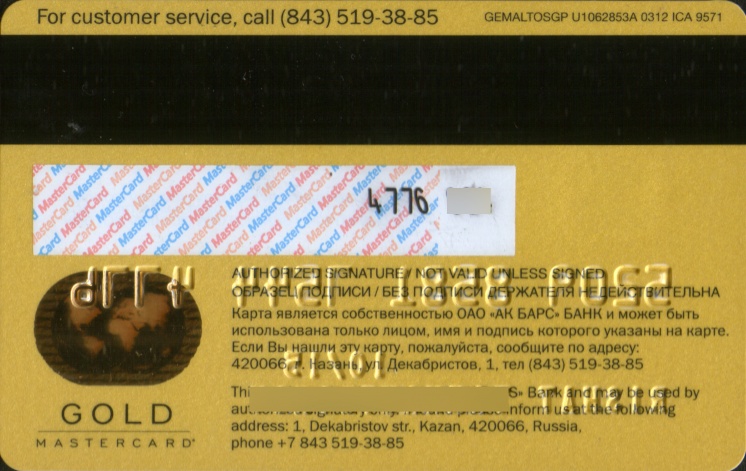 For customer service, call (843) 519-38-85
GEMALTOSGP U1062853A 0312 ICA 9571
MasterCard MasterCard MasterCard MasterCard
4776
AUTHORIZED SIGNATURE / NOT VALID UNLESS SIGNED
ОБРАЗЕЦ ПОДПИСИ / БЕЗ ПОДПИСИ ДЕРЖАТЕЛЯ НЕДЕЙСТВИТЕЛЬНА
Карта является собственностью ОАО «АК БАРС» БАНК и может быть
использована только лицом, имя и подпись которого указаны на карте.
Если Вы нашли эту карту, пожалуйста, сообщите по адресу:
420066, г. Казань, ул. Декабристов, 1, тел (843) 519-38-85
Bank and may be used by
inform us at the following
address: 1, Dekabristov str., Kazan, 420066, Russia,
phone +7 843 519-38-85
GOLD
MASTERCARD